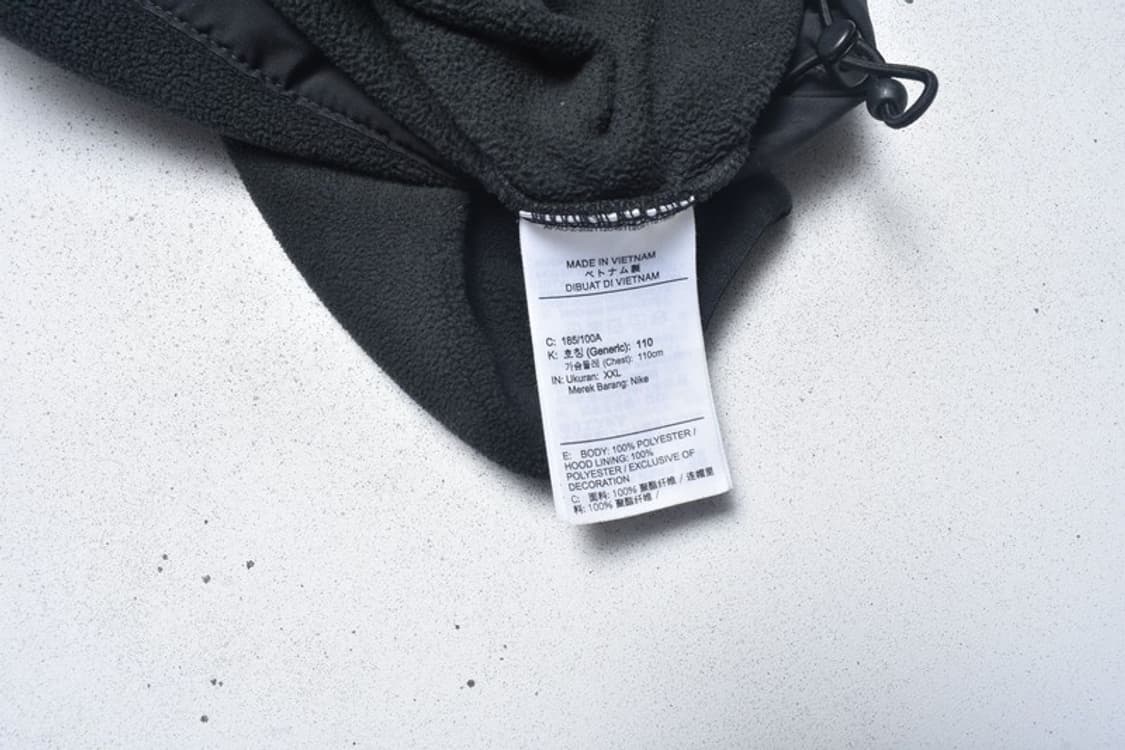 MADE IN VIETNAM
ベトナム製
DIBUAT DI VIETNAM
C: 185/100A
K: 호칭 (Generic): 110
가슴둘레 (Chest): 110cm
IN: Ukuran: XXL
Merek Barang: Nike
E: BODY: 100% POLYESTER /
HOOD LINING: 100%
POLYESTER / EXCLUSIVE OF
DECORATION
C: 面料: 100% 聚酯纤维 / 连帽里
料: 100% 聚酯纤维 /